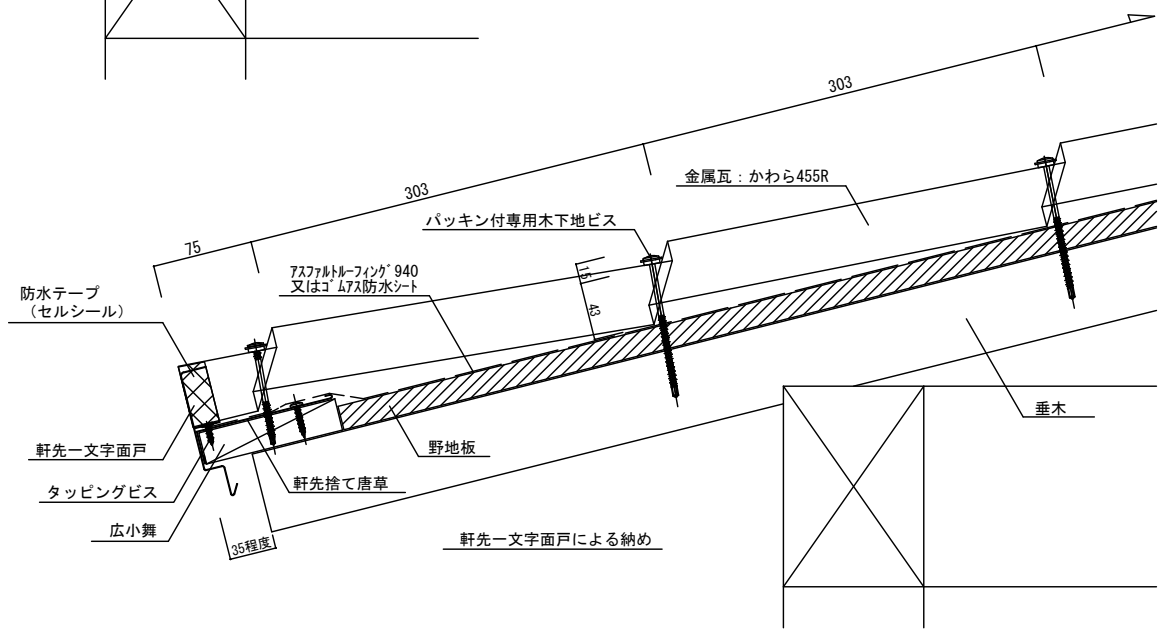 303
303
金属瓦：かわら455R
パッキン付専用木下地ビス
75
アスファルトルーフィング940
又はゴムアス防水シート
15
43
防水テープ
（セルシール）
軒先一文字面戸
野地板
垂木
タッピングビス
軒先捨て唐草
広小舞
35程度
軒先一文字面戸による納め